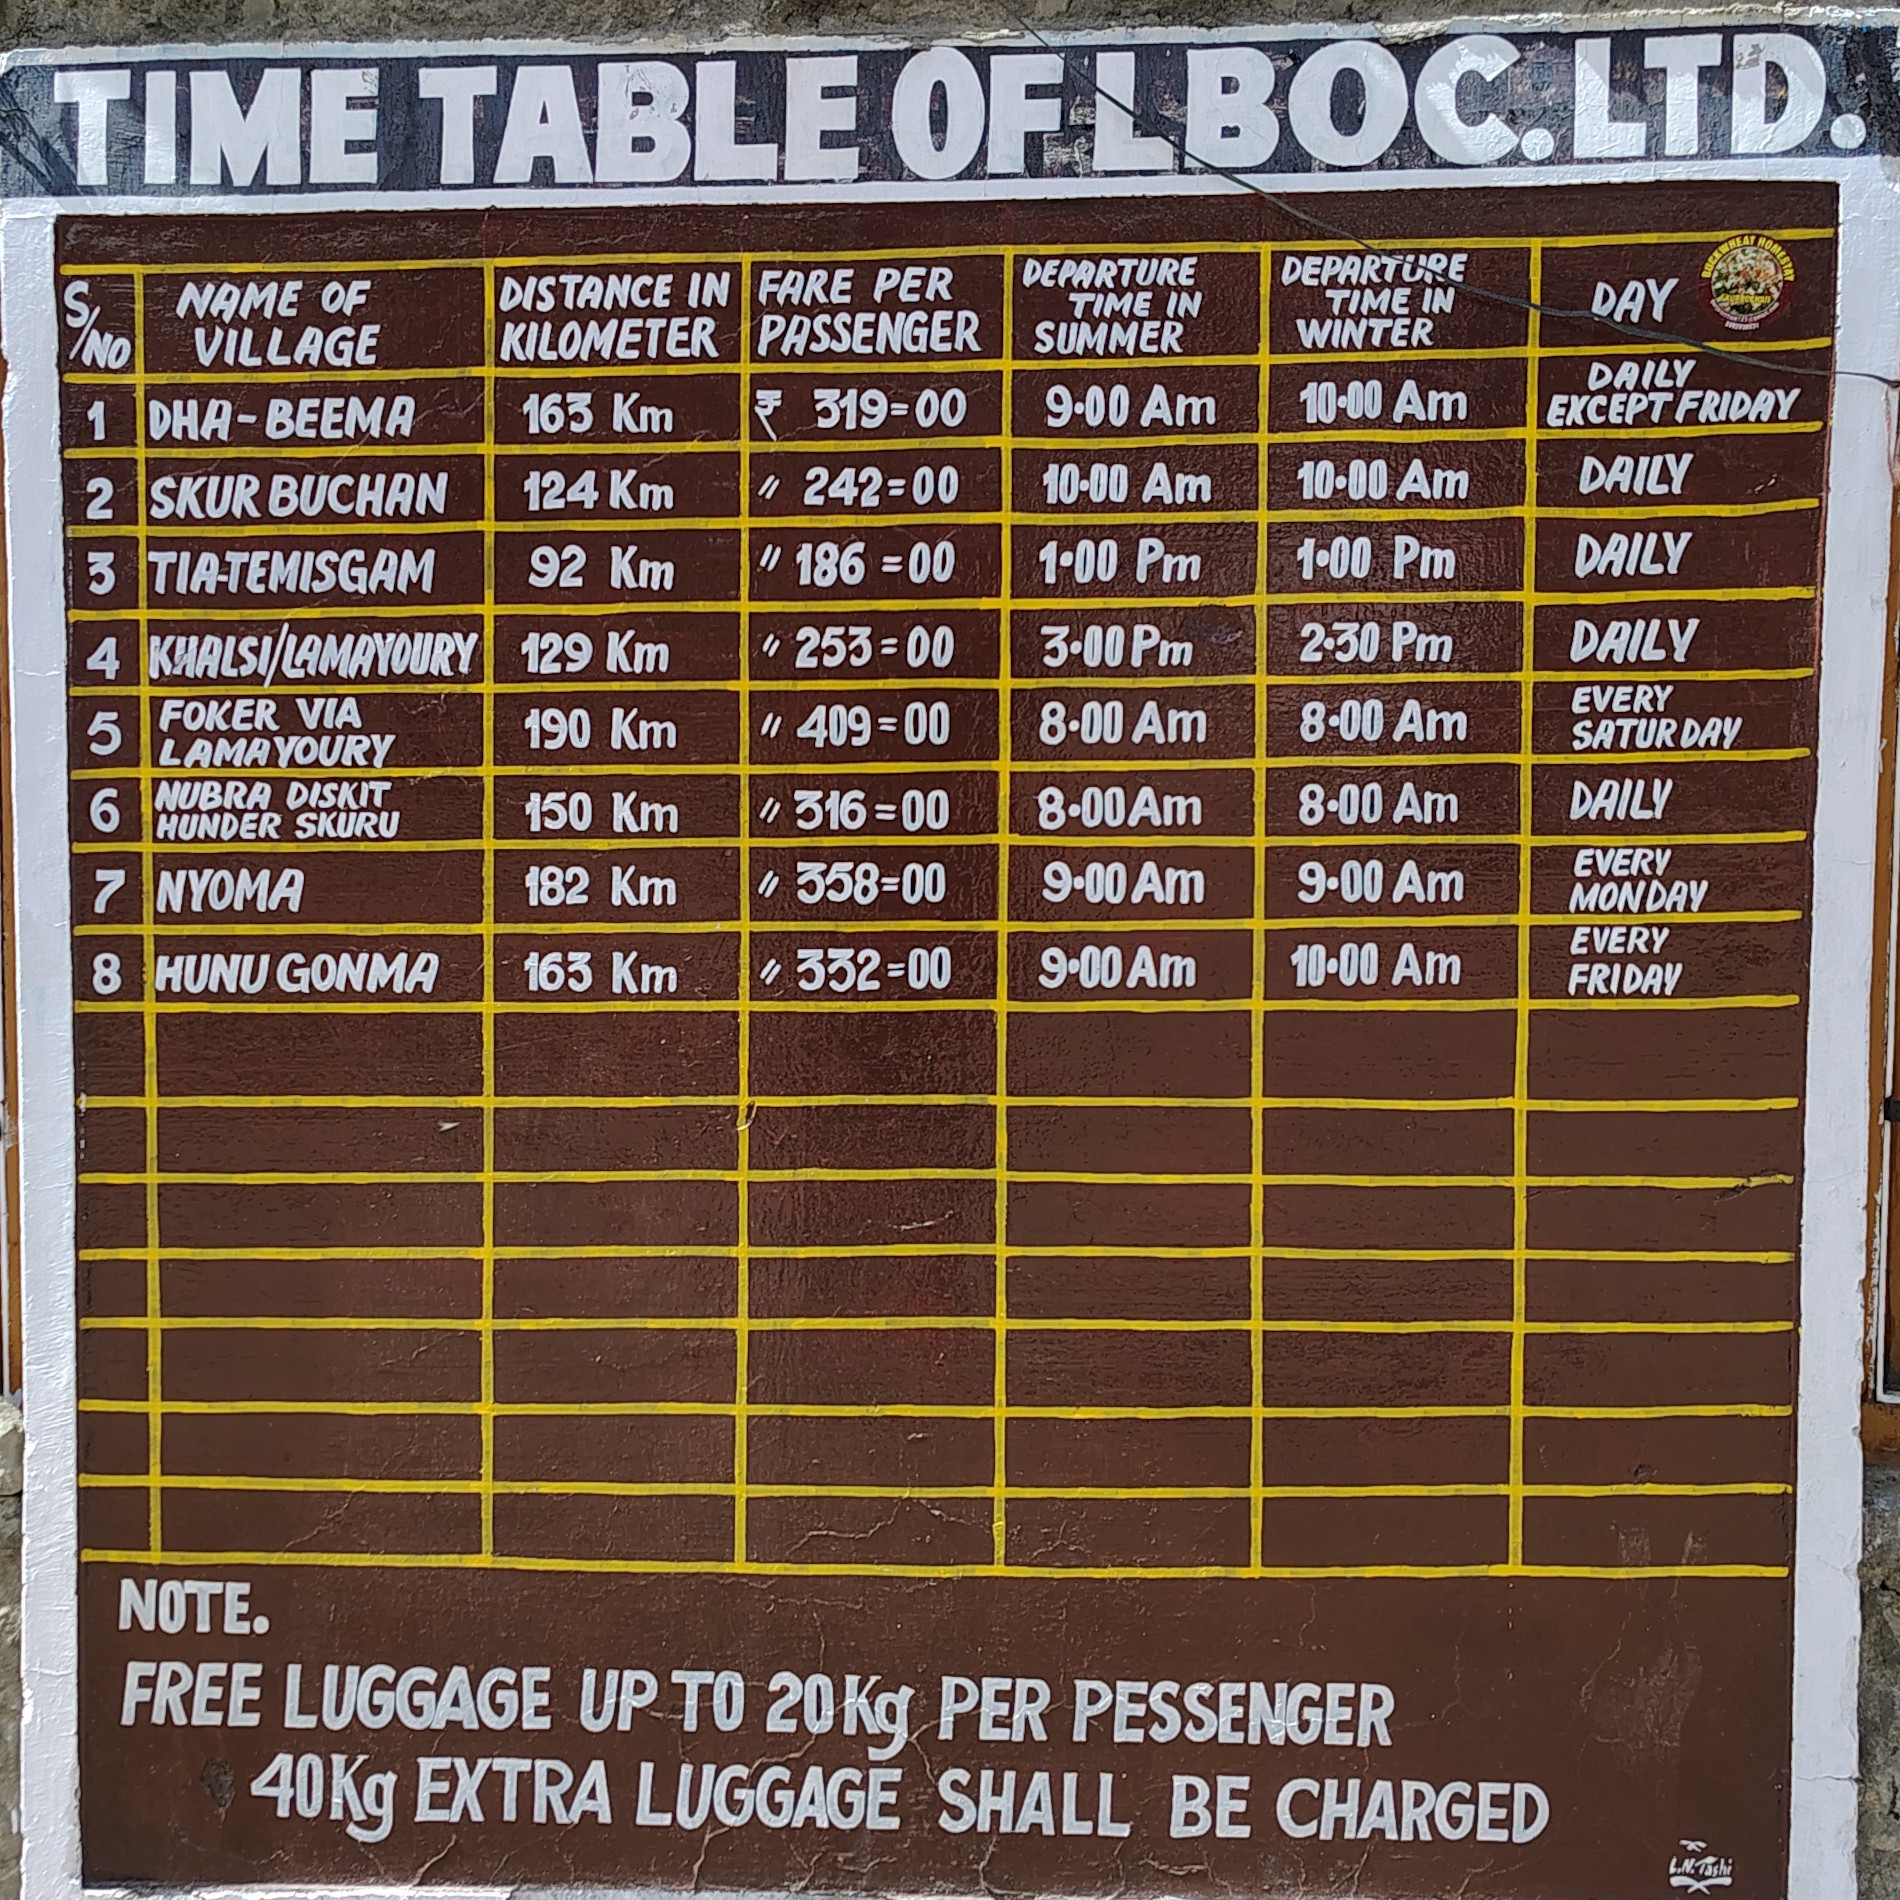 TIME TABLE OF LBOC.LTD.
S/NO NAME OF VILLAGE DISTANCE IN KILOMETER FARE PER PASSENGER DEPARTURE TIME IN SUMMER DEPARTURE TIME IN WINTER DAY
BUCKWHEAT HOMESTAY
1 DHA-BEEMA 163 Km ₹ 319=00 9·00 Am 10·00 Am DAILY EXCEPT FRIDAY
2 SKUR BUCHAN 124 Km 〃 242=00 10·00 Am 10·00 Am DAILY
3 TIA-TEMISGAM 92 Km 〃 186=00 1·00 Pm 1·00 Pm DAILY
4 KHALSI/LAMAYOURY 129 Km 〃 253=00 3·00 Pm 2·30 Pm DAILY
5 FOKER VIA LAMAYOURY 190 Km 〃 409=00 8·00 Am 8·00 Am EVERY SATURDAY
6 NUBRA DISKIT HUNDER SKURU 150 Km 〃 316=00 8·00 Am 8·00 Am DAILY
7 NYOMA 182 Km 〃 358=00 9·00 Am 9·00 Am EVERY MONDAY
8 HUNU GONMA 163 Km 〃 332=00 9·00 Am 10·00 Am EVERY FRIDAY
NOTE.
FREE LUGGAGE UP TO 20Kg PER PESSENGER
40Kg EXTRA LUGGAGE SHALL BE CHARGED
L.N. Tashi